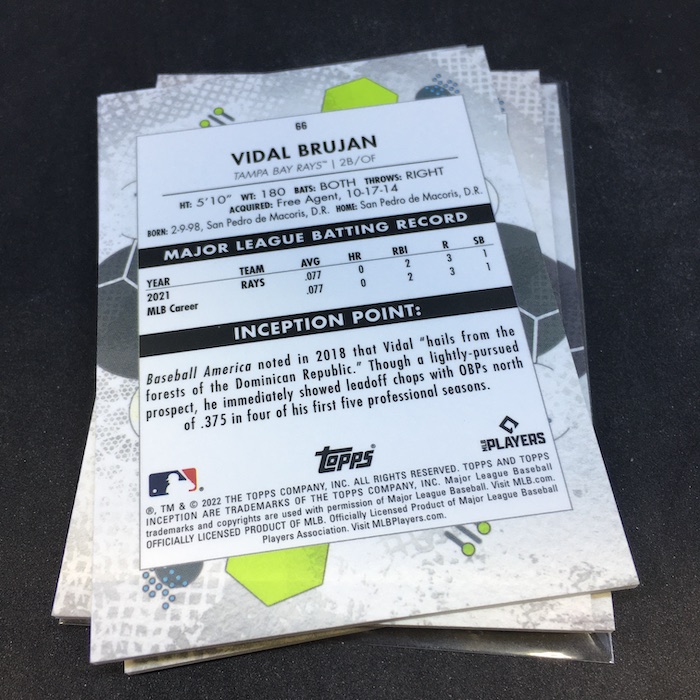 66
VIDAL BRUJAN
TAMPA BAY RAYS™ | 2B/OF
HT: 5'10" WT: 180 BATS: BOTH THROWS: RIGHT
ACQUIRED: Free Agent, 10-17-14
BORN: 2-9-98, San Pedro de Macoris, D.R. HOME: San Pedro de Macoris, D.R.
MAJOR LEAGUE BATTING RECORD
YEAR TEAM AVG HR RBI R SB
2021 RAYS .077 0 2 3 1
MLB Career .077 0 2 3 1
INCEPTION POINT:
Baseball America noted in 2018 that Vidal "hails from the
forests of the Dominican Republic." Though a lightly-pursued
prospect, he immediately showed leadoff chops with OBPs north
of .375 in four of his first five professional seasons.
topps®
MLB PLAYERS
®, TM & © 2022 THE TOPPS COMPANY, INC. ALL RIGHTS RESERVED. TOPPS AND TOPPS
INCEPTION ARE TRADEMARKS OF THE TOPPS COMPANY, INC. Major League Baseball
trademarks and copyrights are used with permission of Major League Baseball. Visit MLB.com.
OFFICIALLY LICENSED PRODUCT OF MLB. Officially Licensed Product of Major League Baseball
Players Association. Visit MLBPlayers.com.